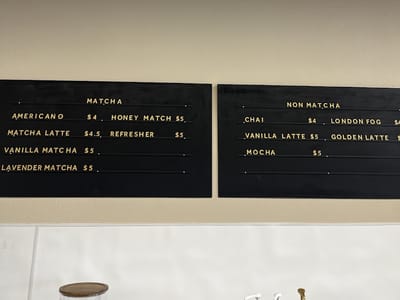 MATCHA
AMERICANO $4 HONEY MATCH $5
MATCHA LATTE $4.5 REFRESHER $5
VANILLA MATCHA $5
LAVENDER MATCHA $5
NON MATCHA
CHAI $4 LONDON FOG
VANILLA LATTE $5 GOLDEN LATTE
MOCHA $5